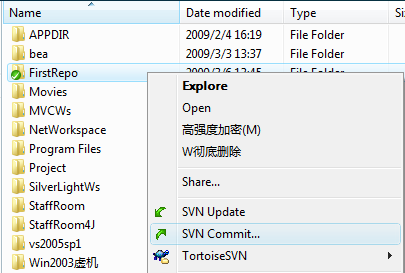 Name Date modified Type Si
APPDIR 2009/2/4 16:19 File Folder
bea 2009/3/3 13:37 File Folder
FirstRepo File Folder
Movies
Explore
MVCWs
Open
NetWorkspace
高强度加密(M)
Program Files
W彻底删除
Project
SilverLightWs
Share...
StaffRoom
SVN Update
StaffRoom4J
SVN Commit...
vs2005sp1
TortoiseSVN
Win2003虚机